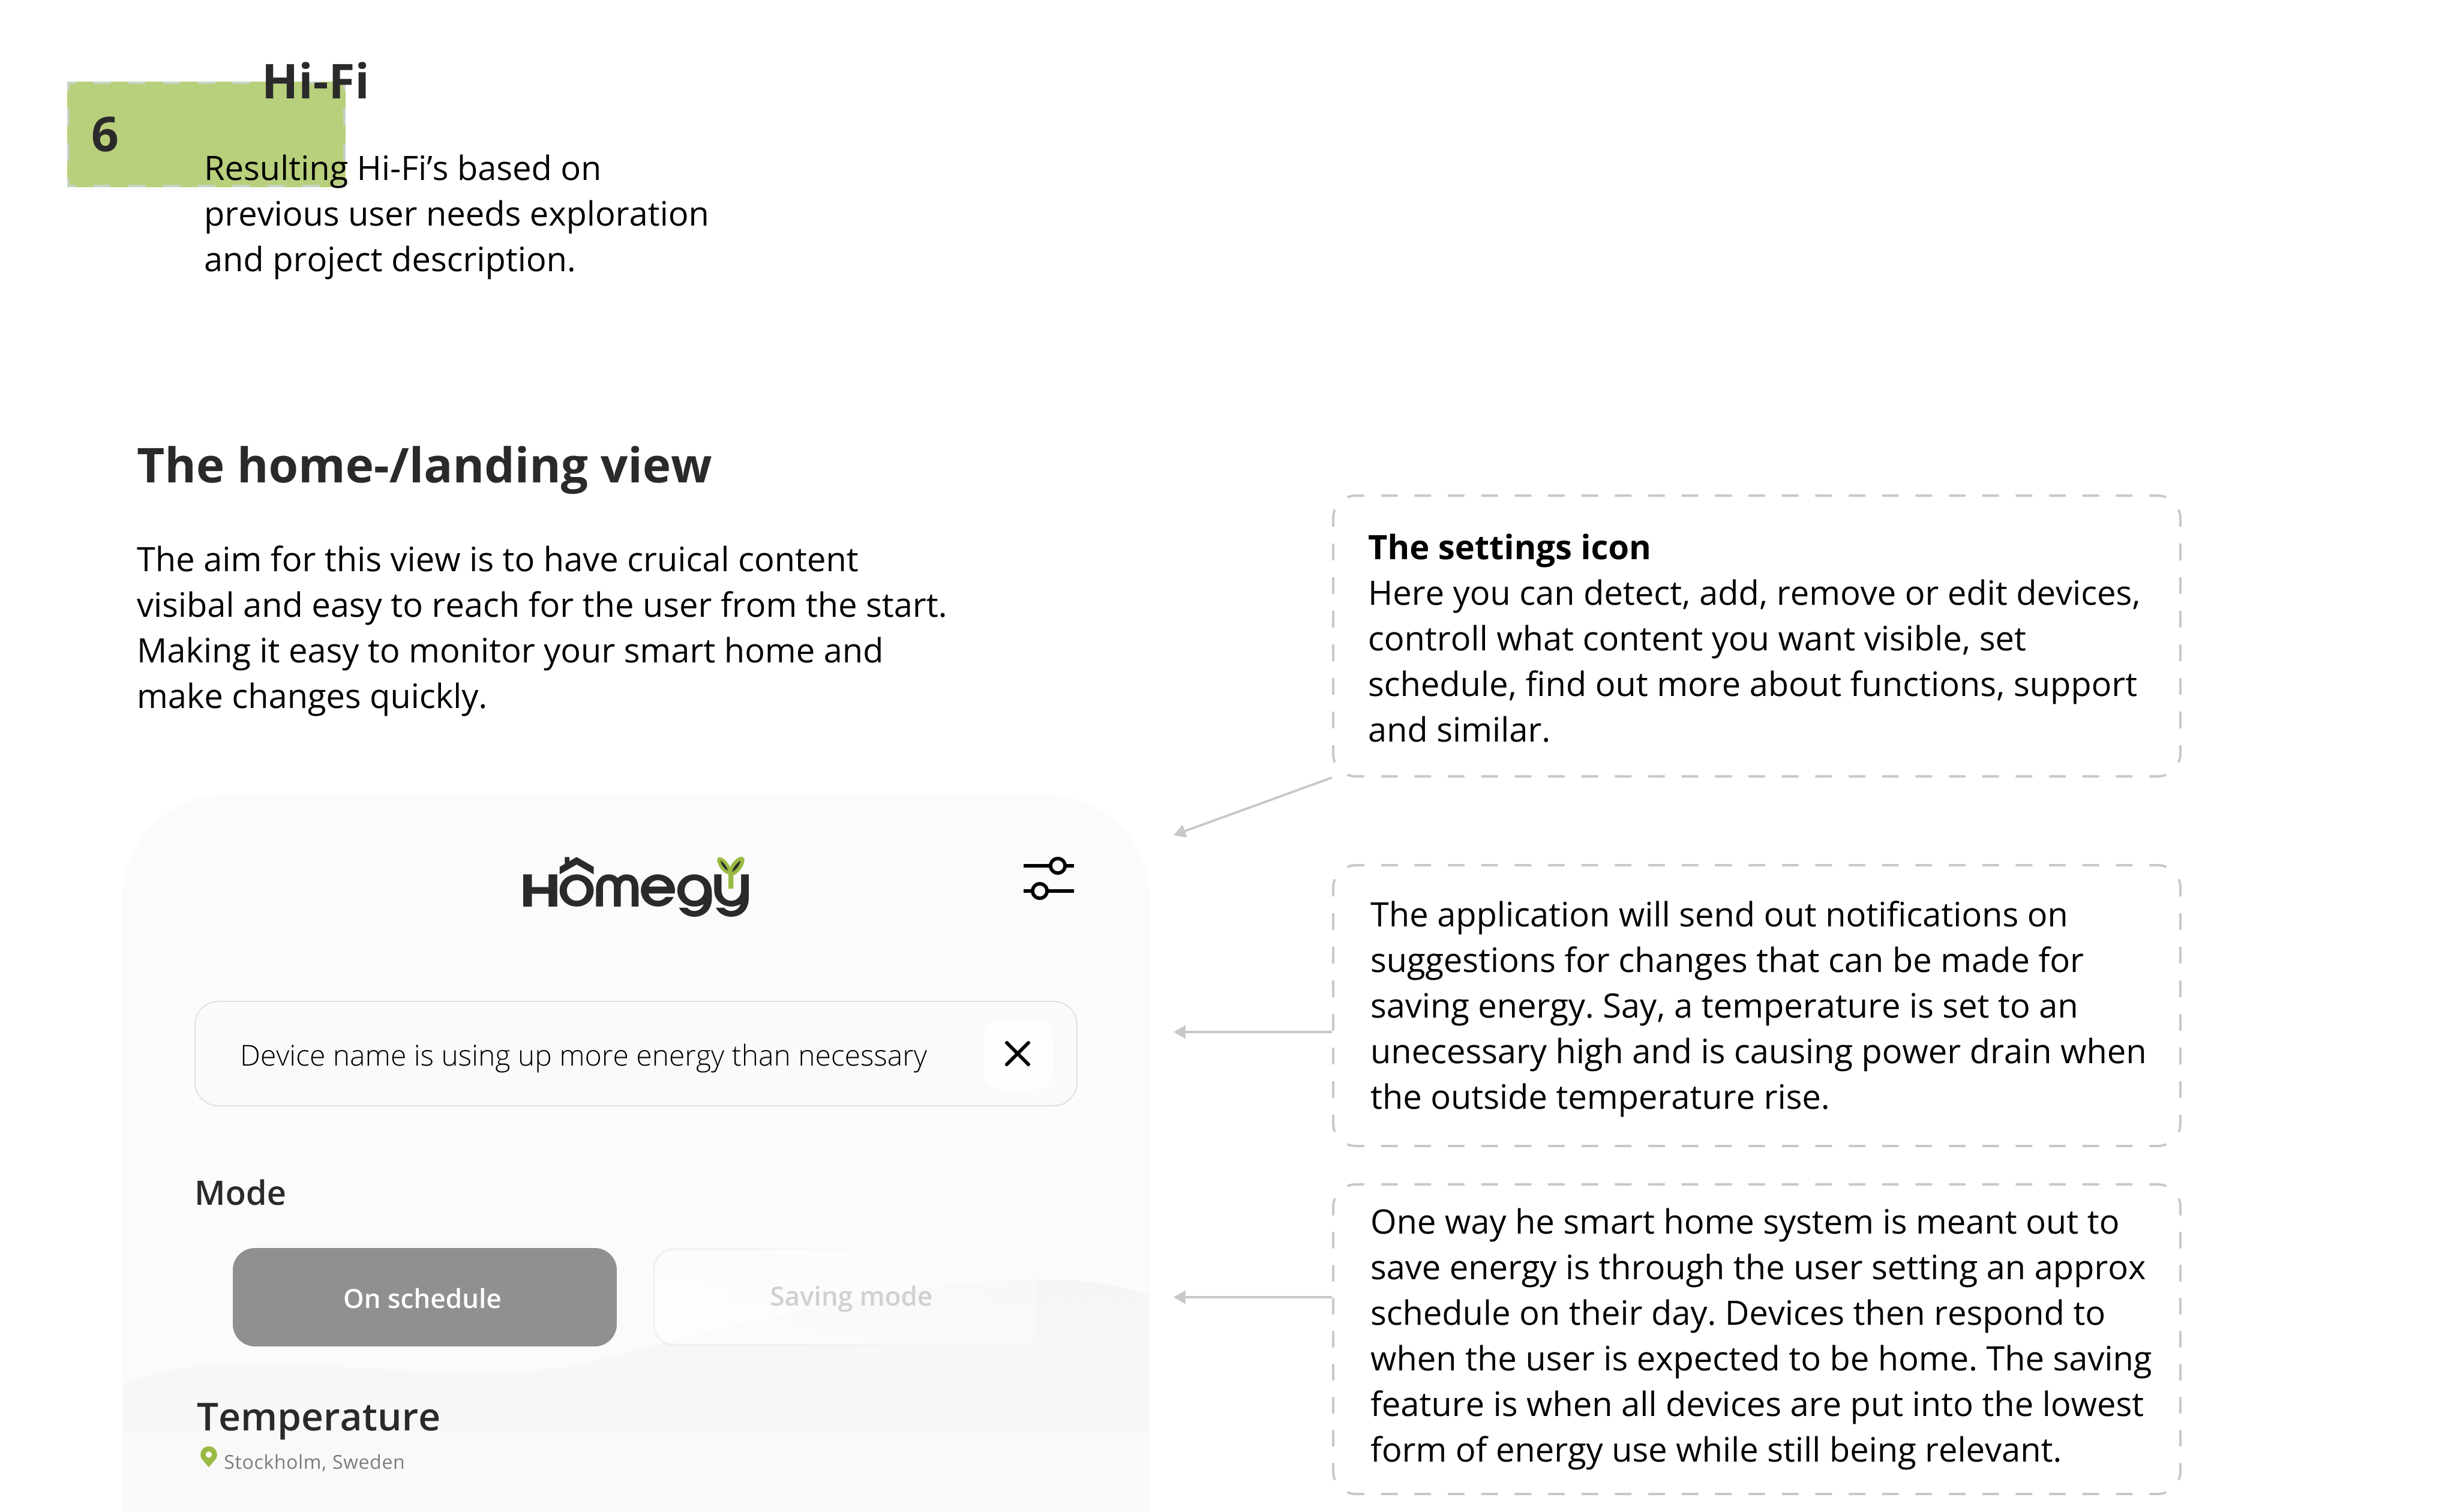 Hi-Fi
6
Resulting Hi-Fi’s based on
previous user needs exploration
and project description.
The home-/landing view
The aim for this view is to have cruical content
visibal and easy to reach for the user from the start.
Making it easy to monitor your smart home and
make changes quickly.
Homegy
Device name is using up more energy than necessary
Mode
On schedule
Saving mode
Temperature
Stockholm, Sweden
The settings icon
Here you can detect, add, remove or edit devices,
controll what content you want visible, set
schedule, find out more about functions, support
and similar.
The application will send out notifications on
suggestions for changes that can be made for
saving energy. Say, a temperature is set to an
unecessary high and is causing power drain when
the outside temperature rise.
One way he smart home system is meant out to
save energy is through the user setting an approx
schedule on their day. Devices then respond to
when the user is expected to be home. The saving
feature is when all devices are put into the lowest
form of energy use while still being relevant.